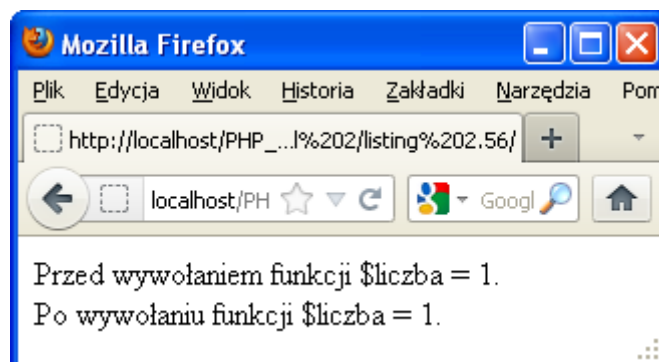 Mozilla Firefox
Plik Edycja Widok Historia Zakładki Narzędzia Pom
http://localhost/PHP_...l%202/listing%202.56/
localhost/PH Googl
Przed wywołaniem funkcji $liczba = 1.
Po wywołaniu funkcji $liczba = 1.